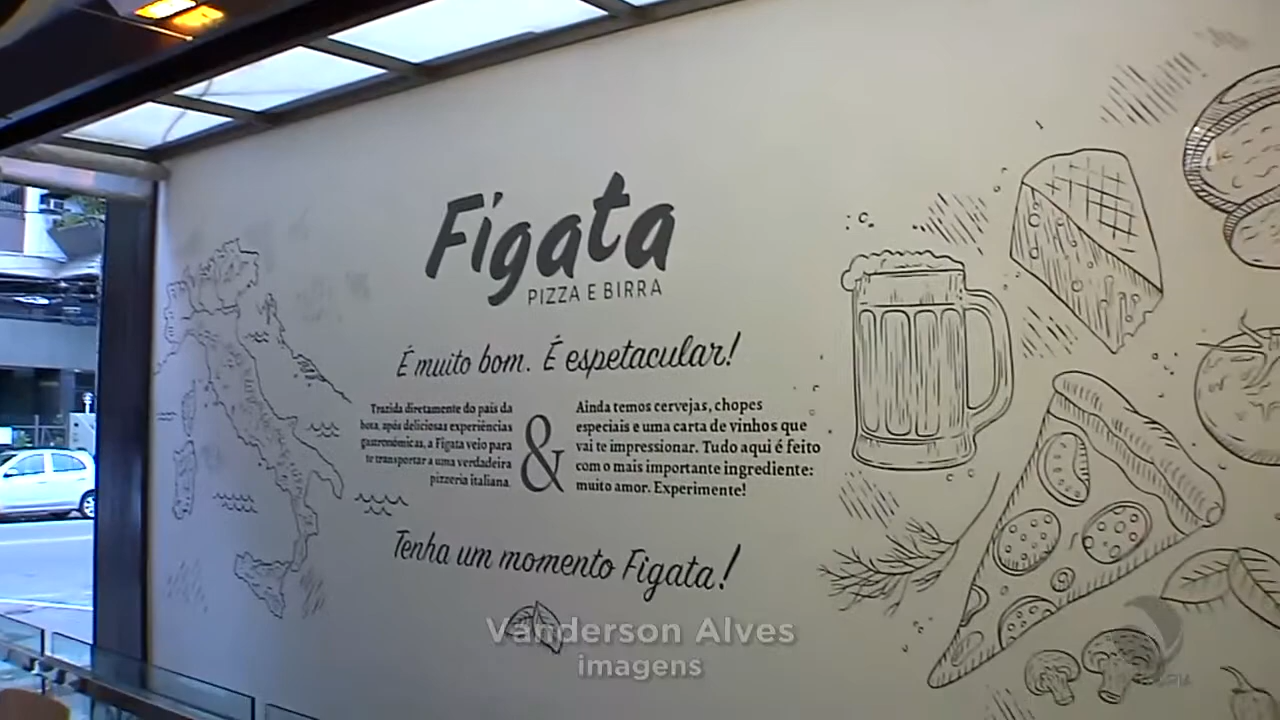 Figata
PIZZA E BIRRA
É muito bom. É espetacular!
Trazida diretamente do país da
bota, após deliciosas experiências
gastronômicas, a Figata veio para
te transportar a uma verdadeira
pizzeria italiana.
&
Ainda temos cervejas, chopes
especiais e uma carta de vinhos que
vai te impressionar. Tudo aqui é feito
com o mais importante ingrediente:
muito amor. Experimente!
Tenha um momento Figata!
Vanderson Alves
imagens